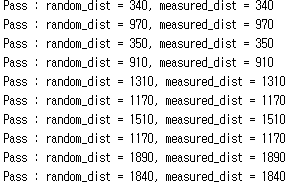 Pass : random_dist = 340, measured_dist = 340
Pass : random_dist = 970, measured_dist = 970
Pass : random_dist = 350, measured_dist = 350
Pass : random_dist = 910, measured_dist = 910
Pass : random_dist = 1310, measured_dist = 1310
Pass : random_dist = 1170, measured_dist = 1170
Pass : random_dist = 1510, measured_dist = 1510
Pass : random_dist = 1170, measured_dist = 1170
Pass : random_dist = 1890, measured_dist = 1890
Pass : random_dist = 1840, measured_dist = 1840